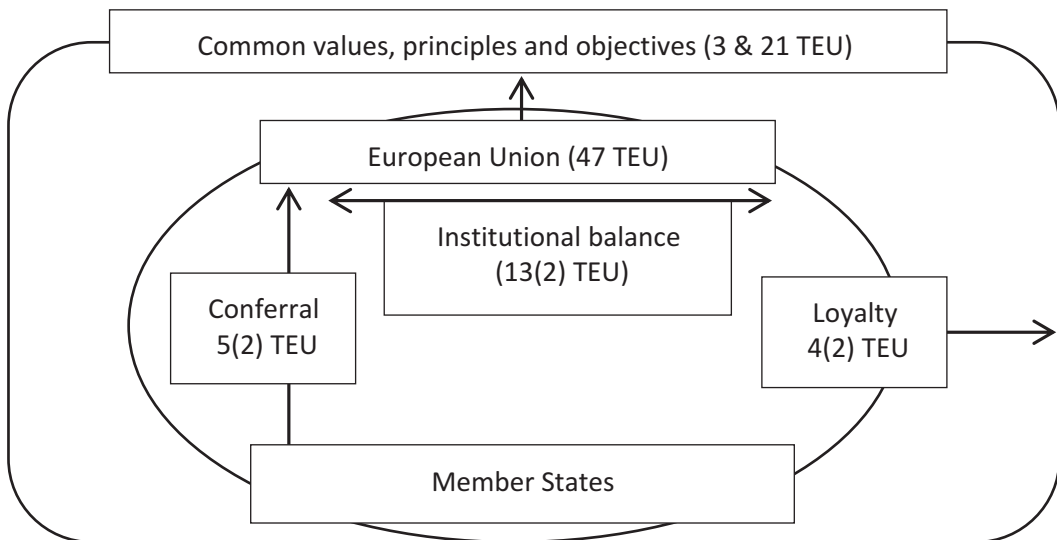 Common values, principles and objectives (3 & 21 TEU)
European Union (47 TEU)
Institutional balance
(13(2) TEU)
Conferral
5(2) TEU
Loyalty
4(2) TEU
Member States